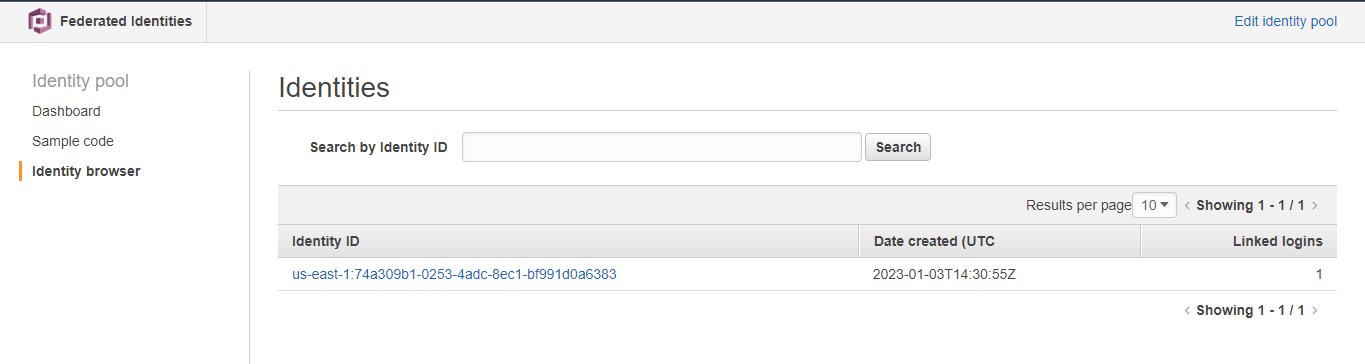 Federated Identities
Edit identity pool
Identity pool
Dashboard
Sample code
Identity browser
Identities
Search by Identity ID
Search
Results per page 10 Showing 1 - 1 / 1
Identity ID Date created (UTC Linked logins
us-east-1:74a309b1-0253-4adc-8ec1-bf991d0a6383 2023-01-03T14:30:55Z 1
Showing 1 - 1 / 1